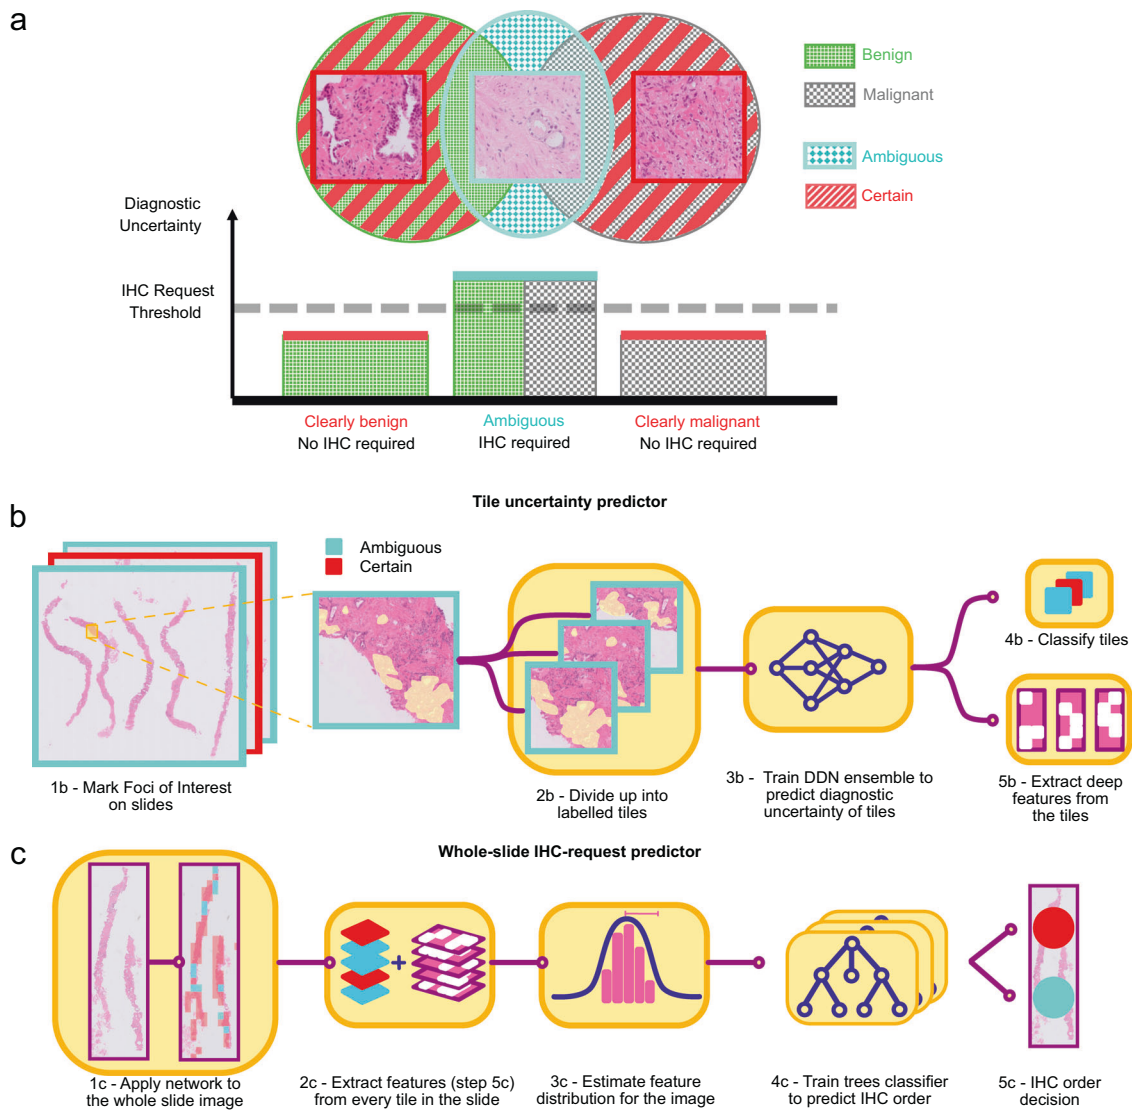 a
Benign
Malignant
Ambiguous
Certain
Diagnostic
Uncertainty
IHC Request
Threshold
Clearly benign
No IHC required
Ambiguous
IHC required
Clearly malignant
No IHC required
Tile uncertainty predictor
b
Ambiguous
Certain
1b - Mark Foci of Interest
on slides
2b - Divide up into
labelled tiles
3b - Train DDN ensemble to
predict diagnostic
uncertainty of tiles
4b - Classify tiles
5b - Extract deep
features from
the tiles
c
Whole-slide IHC-request predictor
1c - Apply network to
the whole slide image
2c - Extract features (step 5c)
from every tile in the slide
3c - Estimate feature
distribution for the image
4c - Train trees classifier
to predict IHC order
5c - IHC order
decision